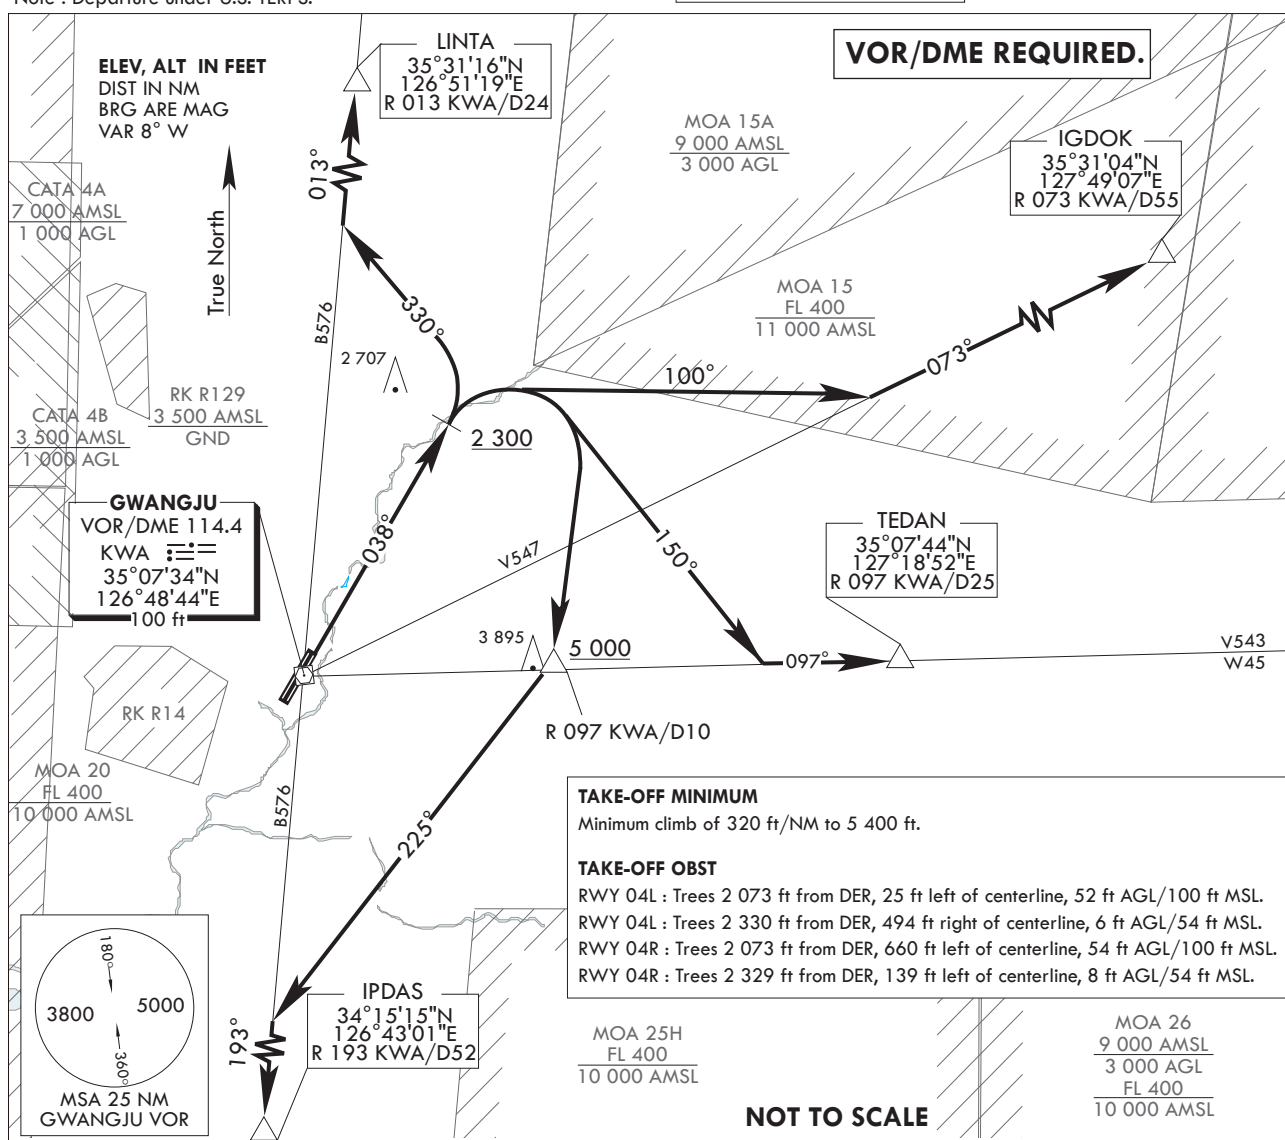 Note : Departure under U.S. TERPS.
VOR/DME REQUIRED.
ELEV, ALT IN FEET
DIST IN NM
BRG ARE MAG
VAR 8° W
True North
LINTA
35°31'16"N
126°51'19"E
R 013 KWA/D24
MOA 15A
9 000 AMSL
3 000 AGL
IGDOK
35°31'04"N
127°49'07"E
R 073 KWA/D55
CATA 4A
7 000 AMSL
1 000 AGL
013°
B576
330°
MOA 15
FL 400
11 000 AMSL
073°
2 707
100°
RK R129
3 500 AMSL
GND
CATA 4B
3 500 AMSL
1 000 AGL
2 300
GWANGJU
VOR/DME 114.4
KWA
35°07'34"N
126°48'44"E
100 ft
038°
V547
150°
TEDAN
35°07'44"N
127°18'52"E
R 097 KWA/D25
3 895
5 000
097°
V543
W45
R 097 KWA/D10
RK R14
MOA 20
FL 400
10 000 AMSL
B576
225°
TAKE-OFF MINIMUM
Minimum climb of 320 ft/NM to 5 400 ft.
TAKE-OFF OBST
RWY 04L : Trees 2 073 ft from DER, 25 ft left of centerline, 52 ft AGL/100 ft MSL.
RWY 04L : Trees 2 330 ft from DER, 494 ft right of centerline, 6 ft AGL/54 ft MSL.
RWY 04R : Trees 2 073 ft from DER, 660 ft left of centerline, 54 ft AGL/100 ft MSL.
RWY 04R : Trees 2 329 ft from DER, 139 ft left of centerline, 8 ft AGL/54 ft MSL.
180°
3800
5000
360°
MSA 25 NM
GWANGJU VOR
193°
IPDAS
34°15'15"N
126°43'01"E
R 193 KWA/D52
MOA 25H
FL 400
10 000 AMSL
MOA 26
9 000 AMSL
3 000 AGL
FL 400
10 000 AMSL
NOT TO SCALE